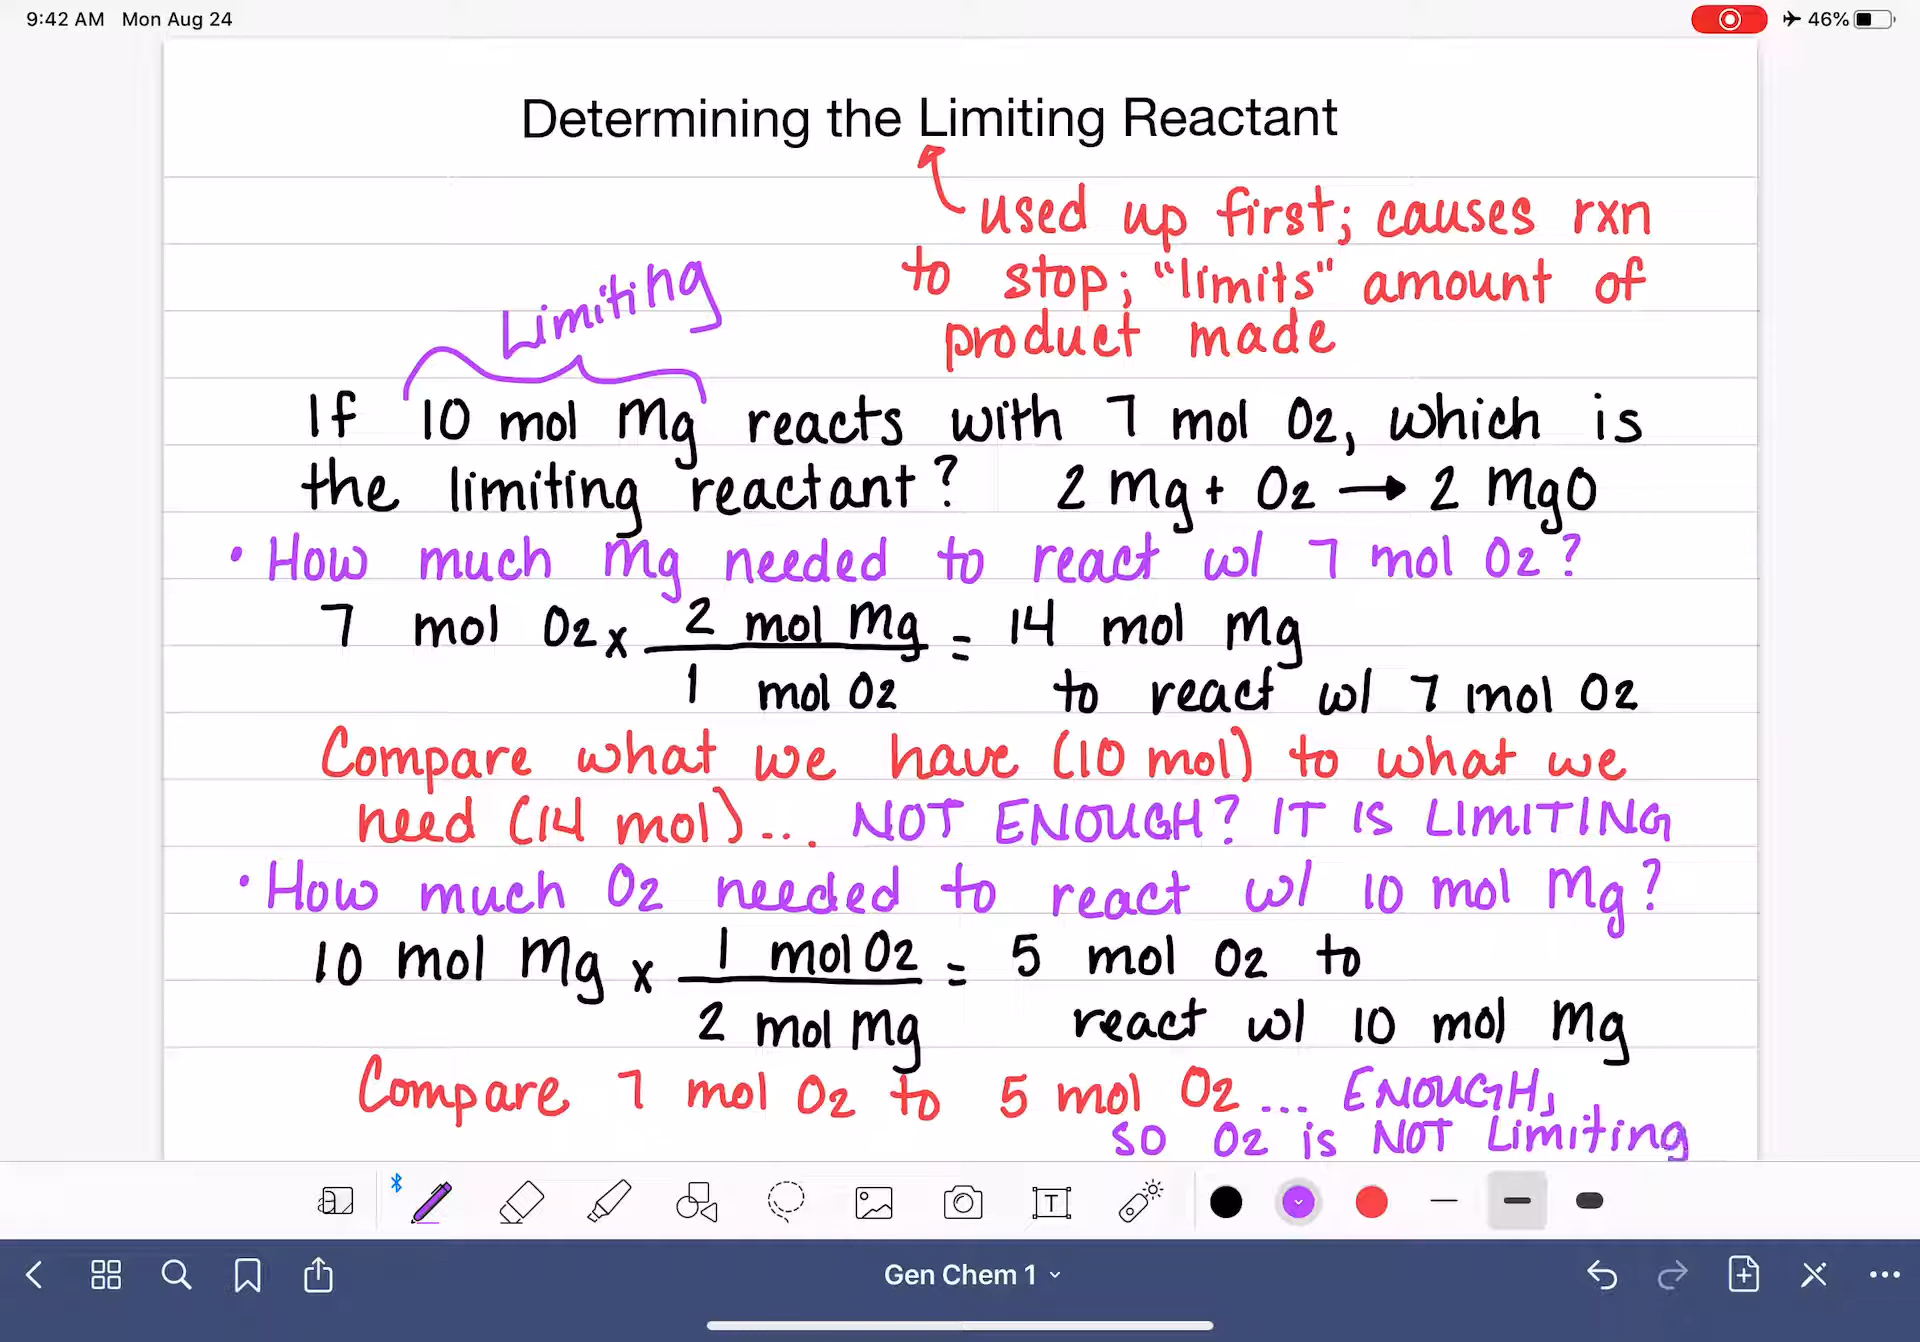 9:42 AM Mon Aug 24
46%
Determining the Limiting Reactant
used up first; causes rxn
to stop; "limits" amount of
product made
Limiting
If 10 mol Mg reacts with 7 mol O2, which is
the limiting reactant? 2 Mg + O2 → 2 MgO
• How much Mg needed to react w/ 7 mol O2?
7 mol O2 x 2 mol Mg = 14 mol Mg
1 mol O2 to react w/ 7 mol O2
Compare what we have (10 mol) to what we
need (14 mol)... NOT ENOUGH? IT IS LIMITING
• How much O2 needed to react w/ 10 mol Mg?
10 mol Mg x 1 mol O2 = 5 mol O2 to
2 mol Mg react w/ 10 mol Mg
Compare 7 mol O2 to 5 mol O2 ... ENOUGH,
so O2 is NOT Limiting
a
T
Gen Chem 1